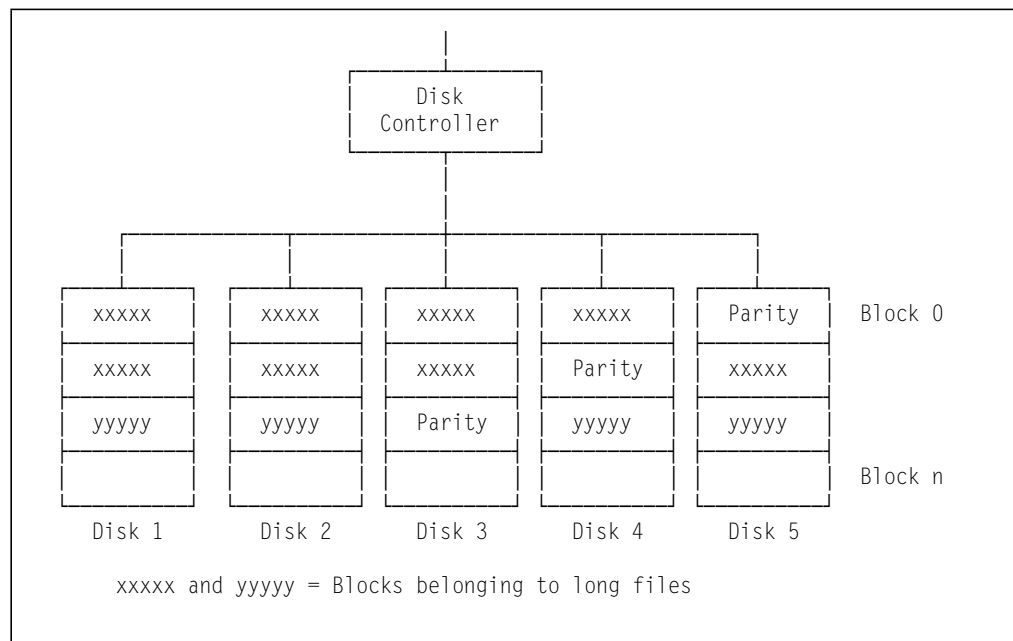 Disk
Controller
xxxxx xxxxx xxxxx xxxxx Parity Block 0
xxxxx xxxxx xxxxx Parity xxxxx
yyyyy yyyyy Parity yyyyy yyyyy
Block n
Disk 1 Disk 2 Disk 3 Disk 4 Disk 5
xxxxx and yyyyy = Blocks belonging to long files